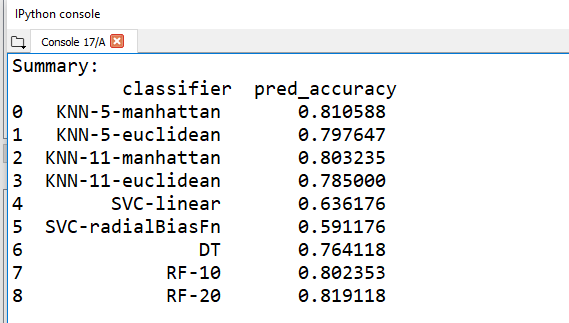 IPython console
Console 17/A
Summary:
classifier pred_accuracy
0 KNN-5-manhattan 0.810588
1 KNN-5-euclidean 0.797647
2 KNN-11-manhattan 0.803235
3 KNN-11-euclidean 0.785000
4 SVC-linear 0.636176
5 SVC-radialBiasFn 0.591176
6 DT 0.764118
7 RF-10 0.802353
8 RF-20 0.819118